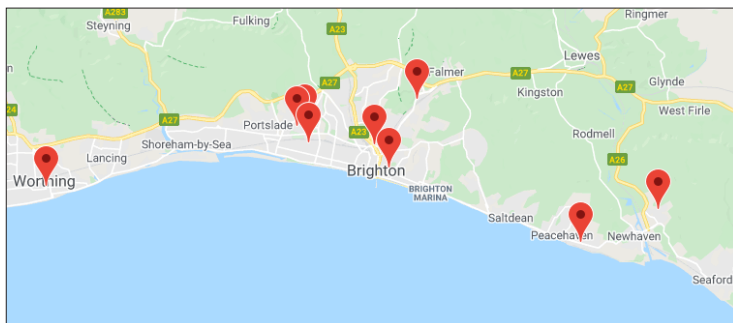 A283
Steyning
Fulking
A23
Ringmer
Lewes
A27
Falmer
A27
Glynde
Kingston
A27
24
West Firle
A27
Portslade
A23
Rodmell
Lancing
Shoreham-by-Sea
A26
Worthing
Brighton
BRIGHTON
MARINA
Saltdean
Peacehaven
Newhaven
Seaford